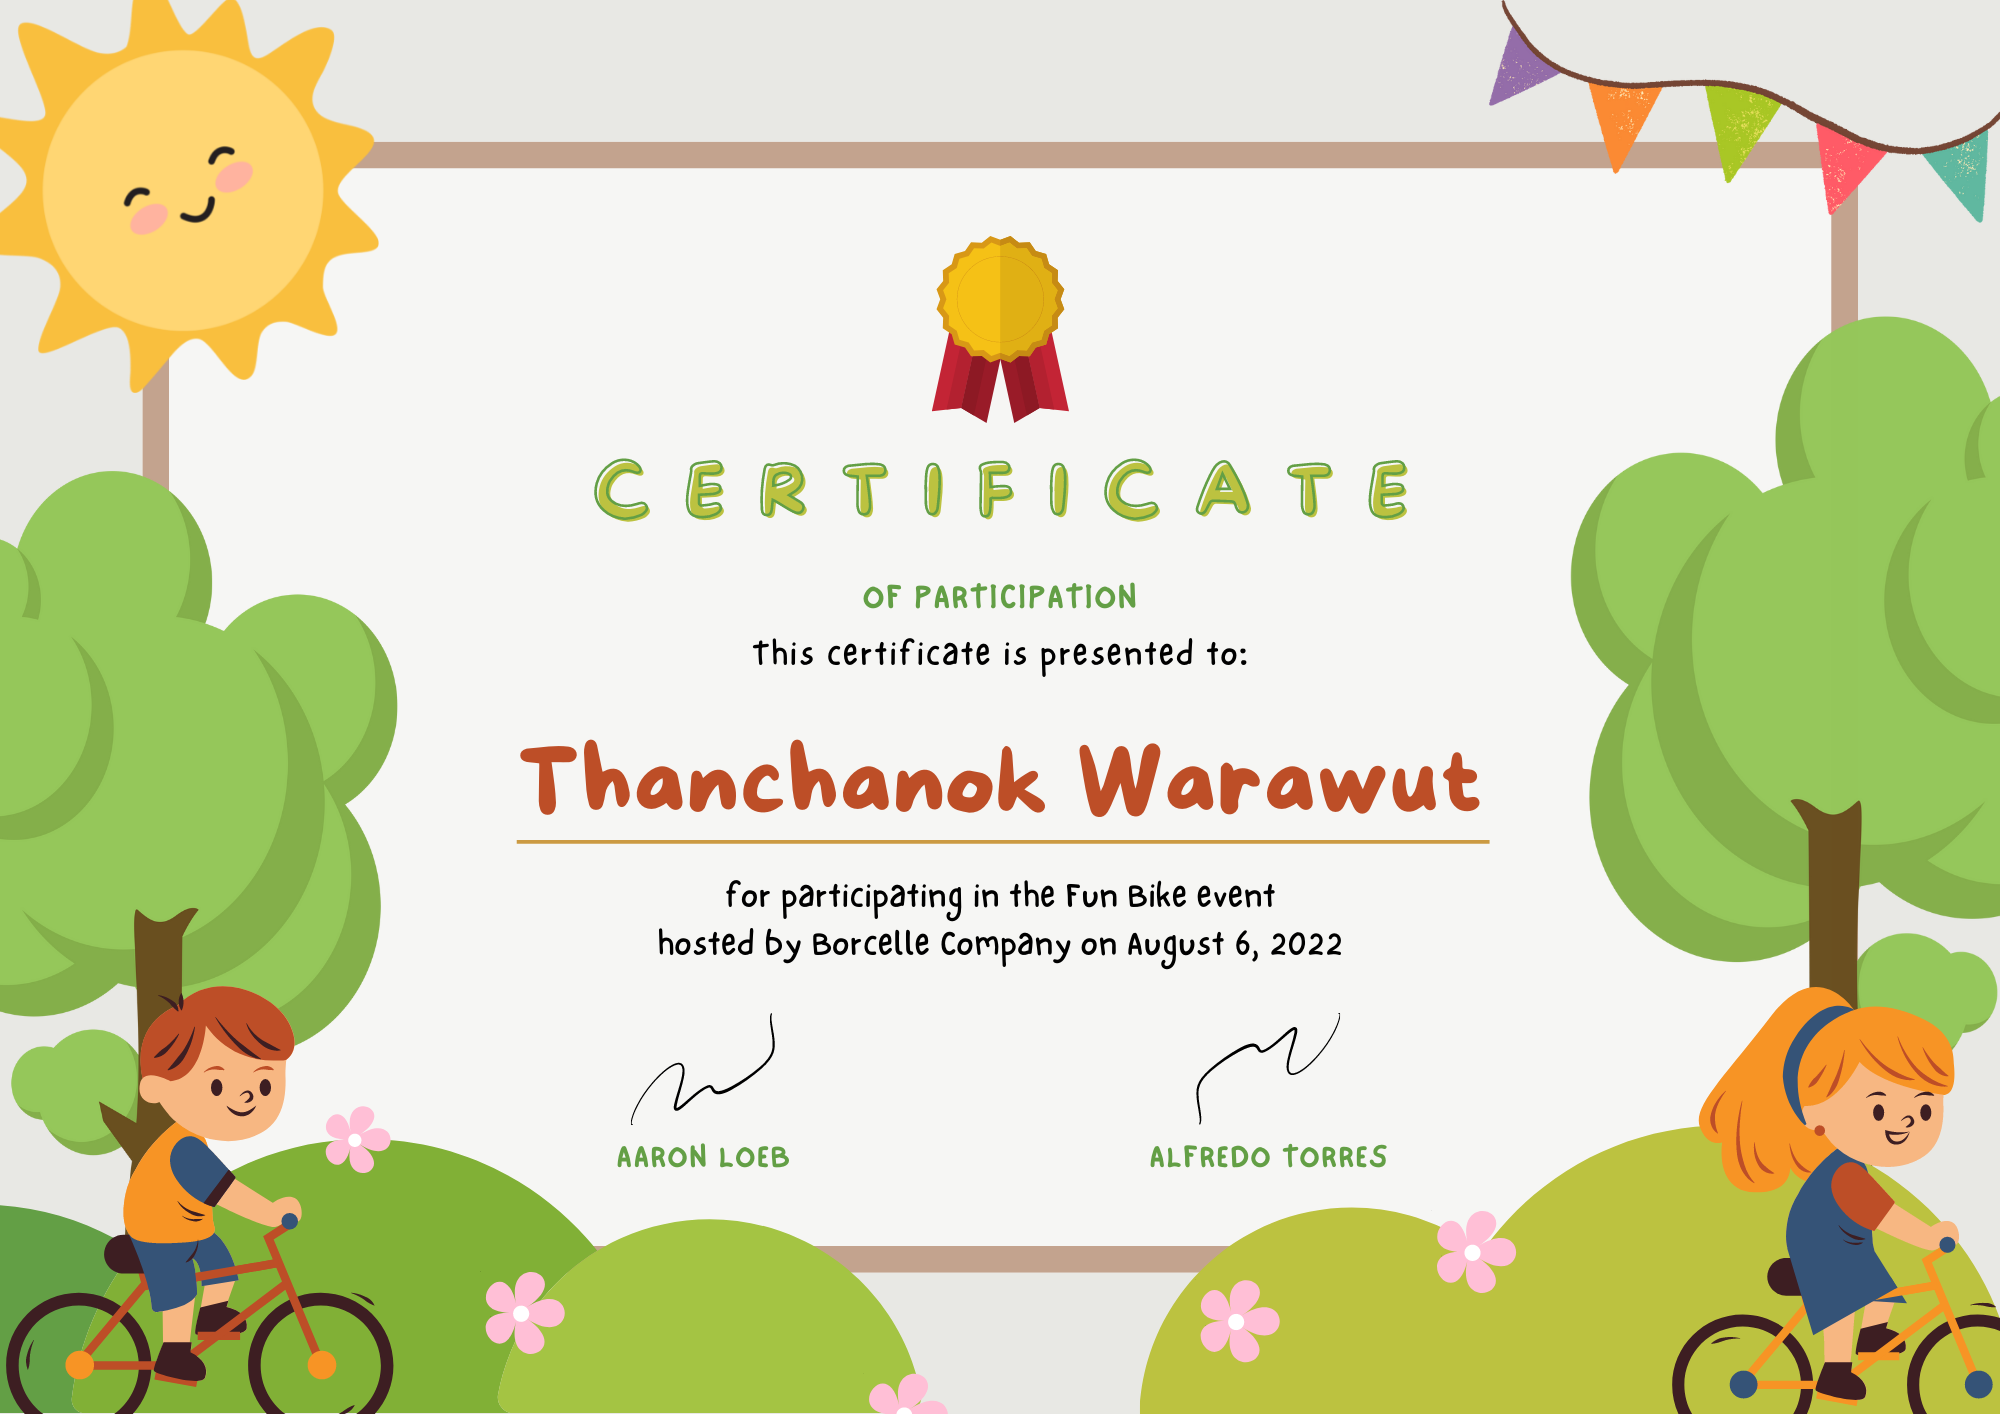 CERTIFICATE
OF PARTICIPATION
This certificate is presented to:
Thanchanok Warawut
for participating in the Fun Bike event
hosted by Borcelle Company on August 6, 2022
AARON LOEB
ALFREDO TORRES